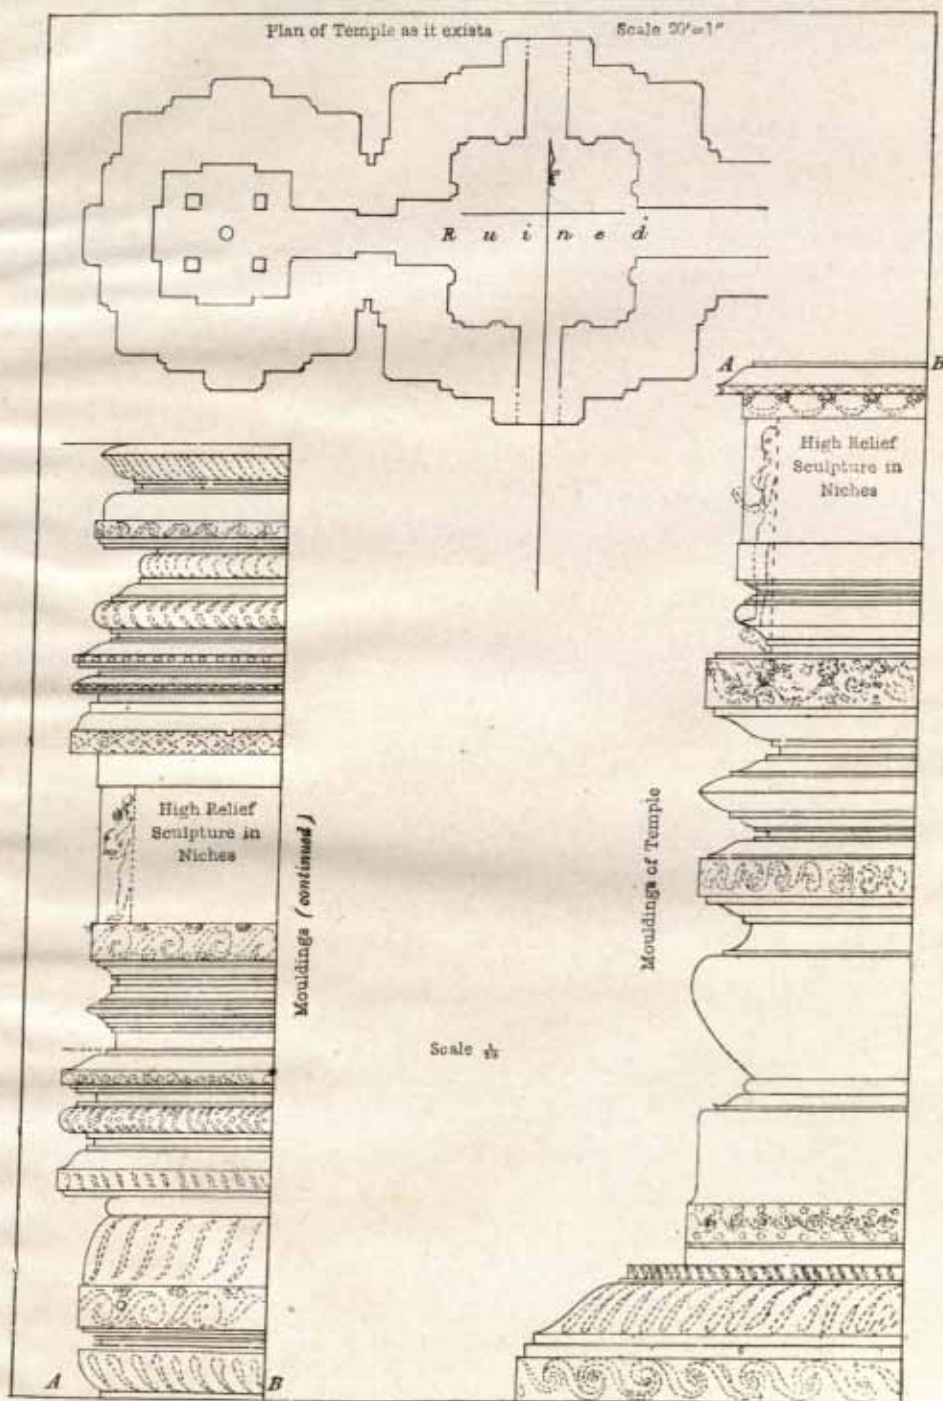 Plan of Temple as it exists Scale 20'=1"
R u i n e d
A B
High Relief
Sculpture in
Niches
High Relief
Sculpture in
Niches
Mouldings (continued)
Mouldings of Temple
Scale
A B